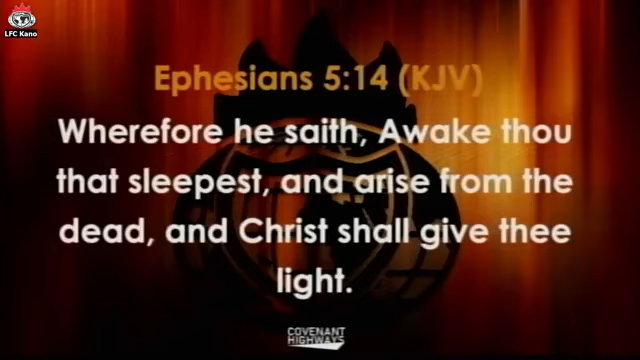 LFC Kano
Ephesians 5:14 (KJV)
Wherefore he saith, Awake thou
that sleepest, and arise from the
dead, and Christ shall give thee
light.
COVENANT
HIGHWAYS